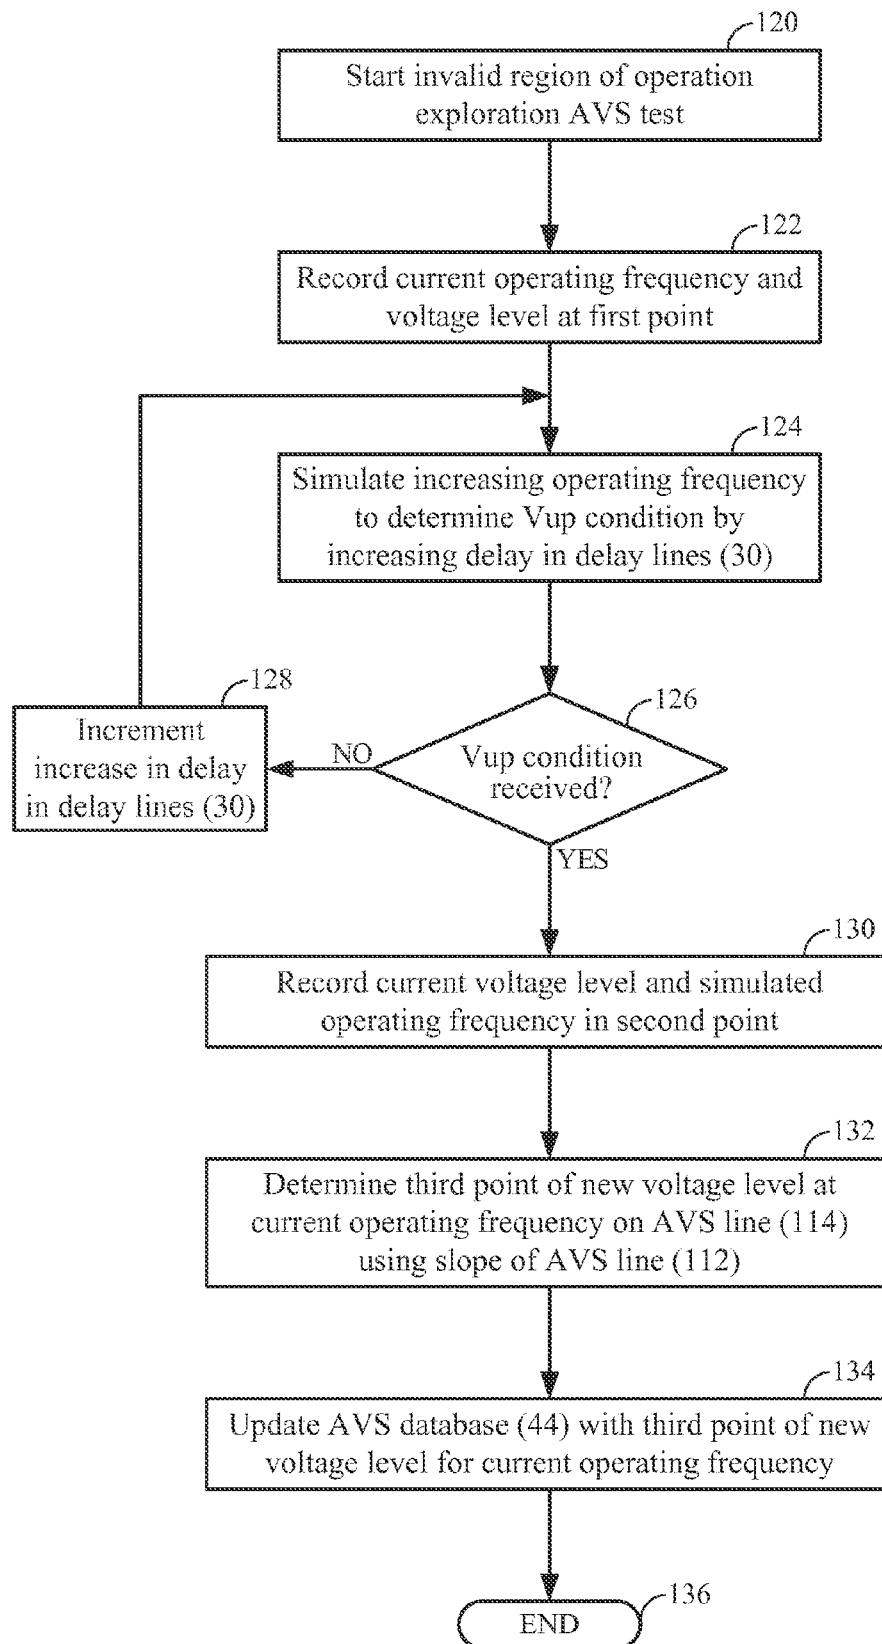 120
Start invalid region of operation
exploration AVS test
122
Record current operating frequency and
voltage level at first point
124
Simulate increasing operating frequency
to determine Vup condition by
increasing delay in delay lines (30)
128
Increment
increase in delay
in delay lines (30)
NO
126
Vup condition
received?
YES
130
Record current voltage level and simulated
operating frequency in second point
132
Determine third point of new voltage level at
current operating frequency on AVS line (114)
using slope of AVS line (112)
134
Update AVS database (44) with third point of new
voltage level for current operating frequency
136
END